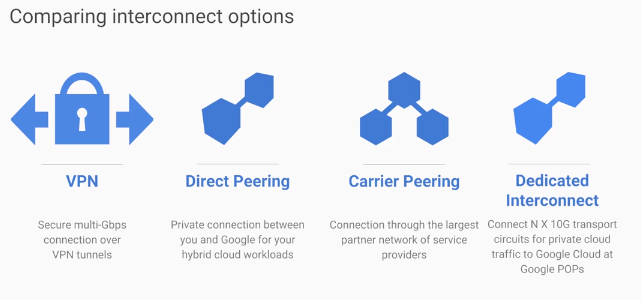 Comparing interconnect options
VPN
Secure multi-Gbps
connection over
VPN tunnels
Direct Peering
Private connection between
you and Google for your
hybrid cloud workloads
Carrier Peering
Connection through the largest
partner network of service
providers
Dedicated
Interconnect
Connect N X 10G transport
circuits for private cloud
traffic to Google Cloud at
Google POPs